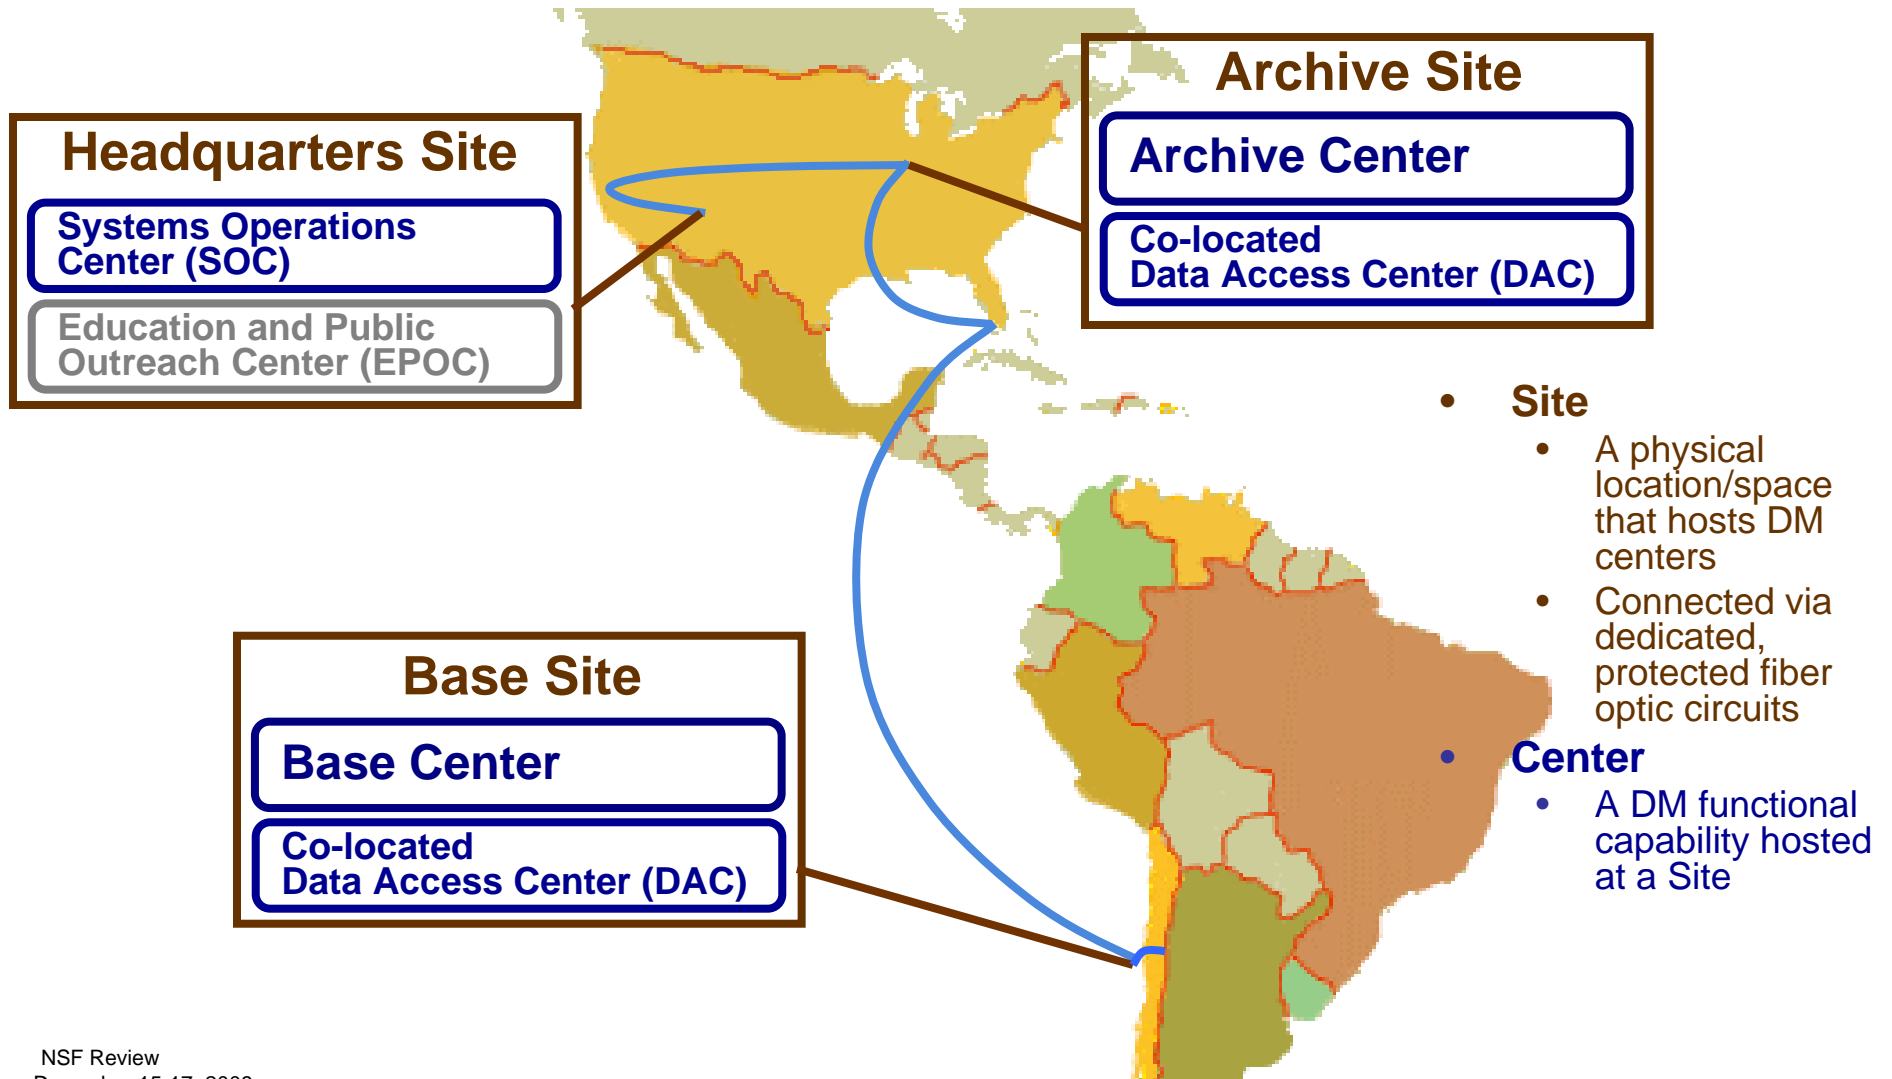 Archive Site
Archive Center
Co-located
Data Access Center (DAC)
Headquarters Site
Systems Operations
Center (SOC)
Education and Public
Outreach Center (EPOC)
• Site
• A physical
location/space
that hosts DM
centers
• Connected via
dedicated,
protected fiber
optic circuits
• Center
• A DM functional
capability hosted
at a Site
Base Site
Base Center
Co-located
Data Access Center (DAC)
NSF Review